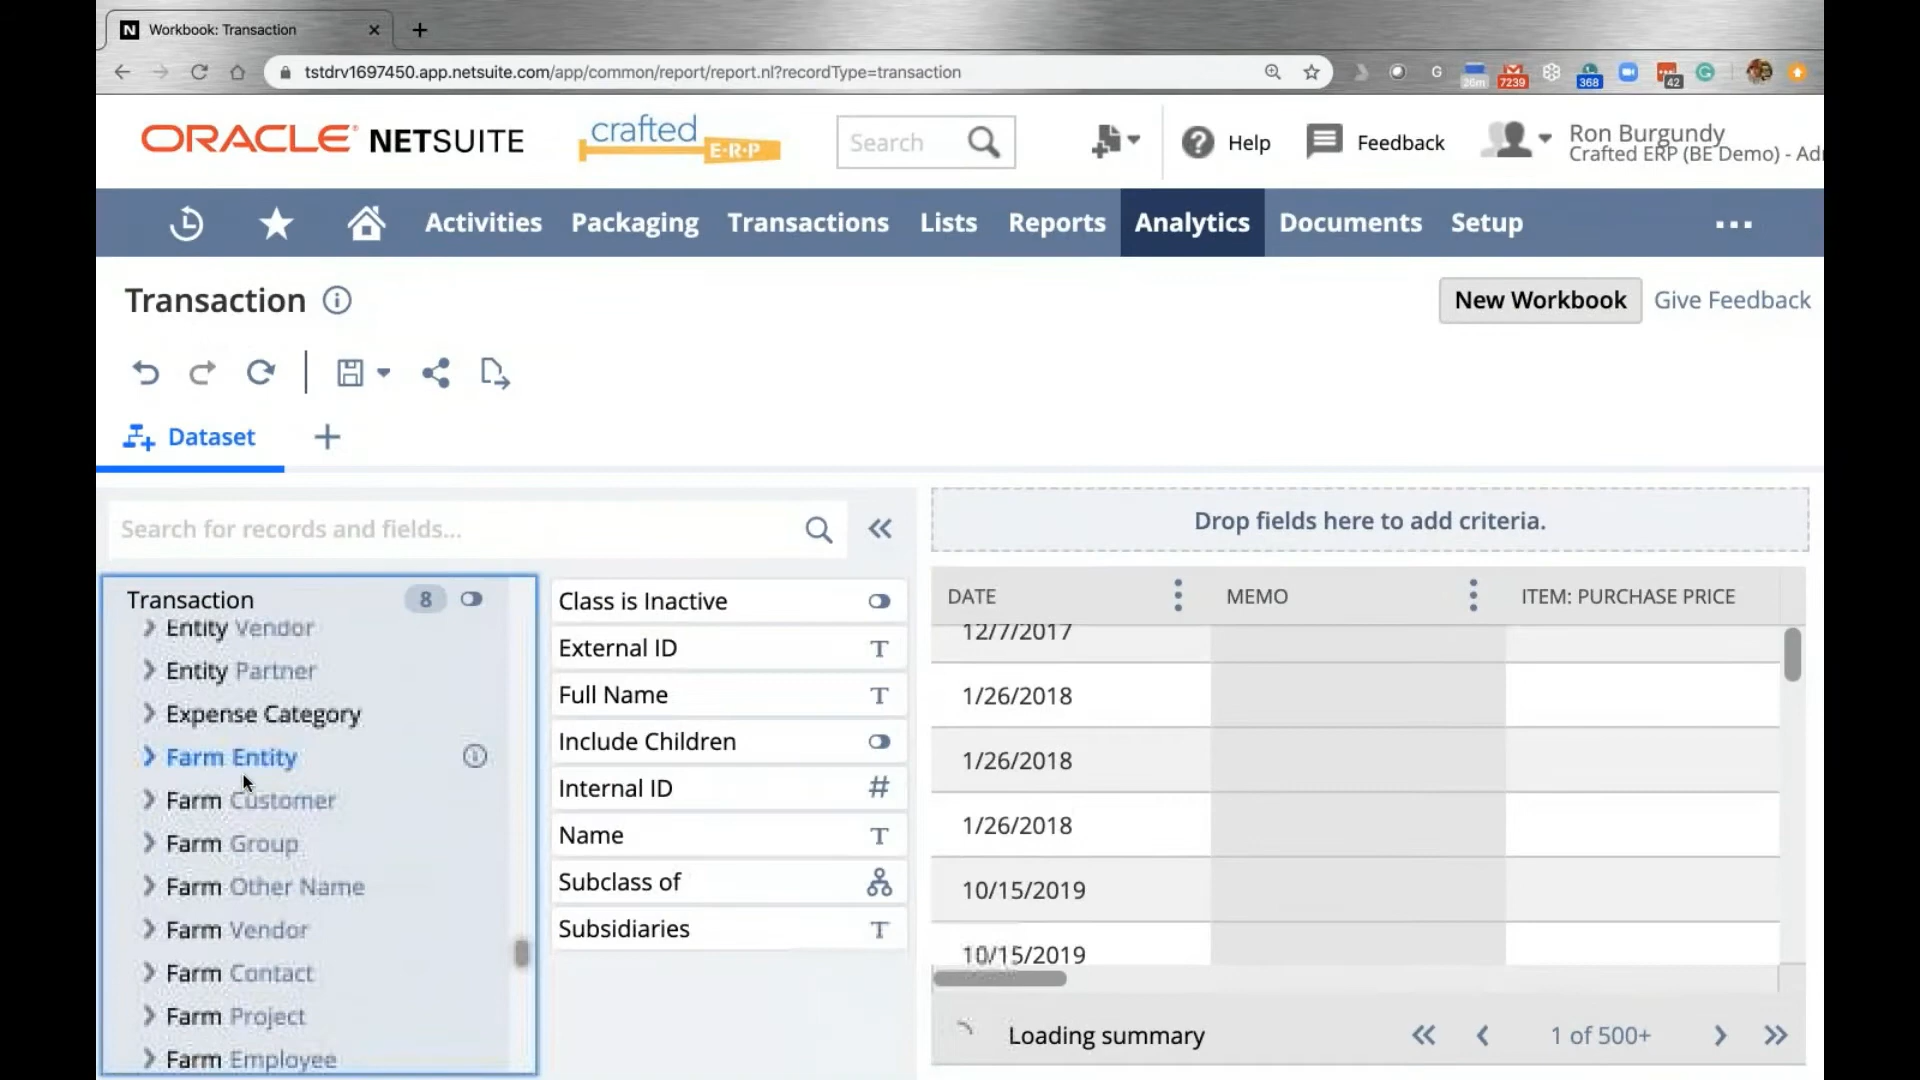 Workbook: Transaction
tstdrv1697450.app.netsuite.com/app/common/report/report.nl?recordType=transaction
G
26m
7239
368
42
ORACLE NETSUITE
crafted
E·R·P
Search
Help
Feedback
Ron Burgundy
Crafted ERP (BE Demo) - Ad
Activities Packaging Transactions Lists Reports Analytics Documents Setup
Transaction
New Workbook
Give Feedback
Dataset
Search for records and fields...
Drop fields here to add criteria.
Transaction 8
Entity Vendor
Entity Partner
Expense Category
Farm Entity
Farm Customer
Farm Group
Farm Other Name
Farm Vendor
Farm Contact
Farm Project
Farm Employee
Class is Inactive
External ID T
Full Name T
Include Children
Internal ID #
Name T
Subclass of
Subsidiaries T
DATE MEMO ITEM: PURCHASE PRICE
12/7/2017
1/26/2018
1/26/2018
1/26/2018
10/15/2019
10/15/2019
Loading summary
1 of 500+